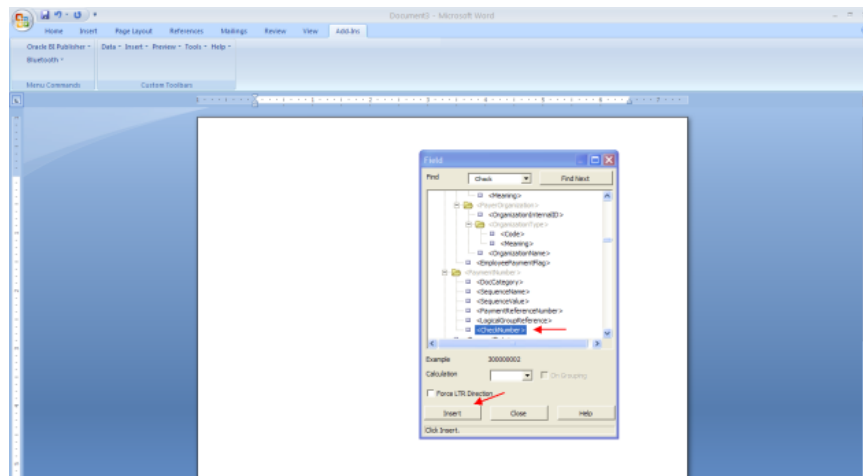 Document3 - Microsoft Word
Home Insert Page Layout References Mailings Review View Add-Ins
Oracle BI Publisher Data Insert Preview Tools Help
Bluetooth
Menu Commands Custom Toolbars
Field
Find Check Find Next
<Meaning>
<PayerOrganization>
<OrganizationInternalID>
<OrganizationType>
<Code>
<Meaning>
<OrganizationName>
<EmployeePaymentFlag>
<PaymentNumber>
<DocCategory>
<SequenceName>
<SequenceValue>
<PaymentReferenceNumber>
<LogicalGroupReference>
<CheckNumber>
Example 300000002
Calculation On Grouping
Force LTR Direction
Insert Close Help
Click Insert.